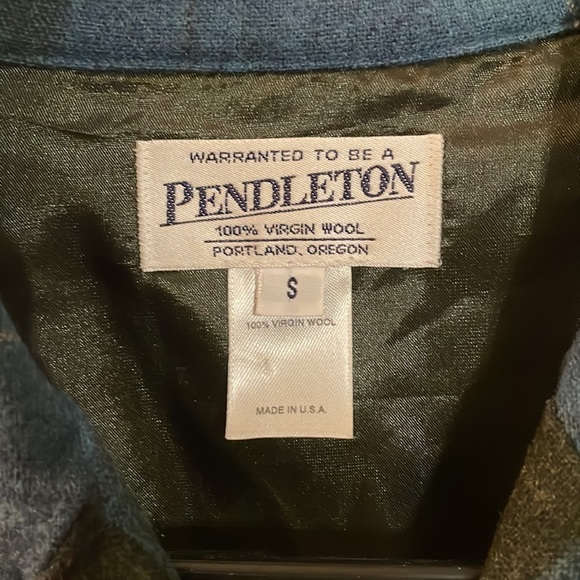 WARRANTED TO BE A
PENDLETON
100% VIRGIN WOOL
PORTLAND, OREGON
S
100% VIRGIN WOOL
MADE IN U.S.A.